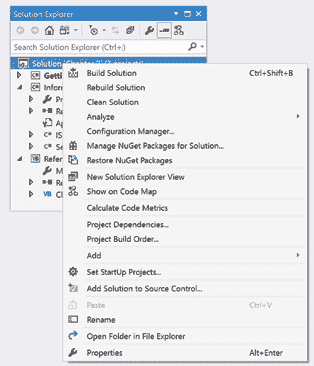 Solution Explorer
Search Solution Explorer (Ctrl+;)
Solution
Build Solution Ctrl+Shift+B
Rebuild Solution
Clean Solution
Analyze
Configuration Manager...
Manage NuGet Packages for Solution...
Restore NuGet Packages
New Solution Explorer View
Show on Code Map
Calculate Code Metrics
Project Dependencies...
Project Build Order...
Add
Set StartUp Projects...
Add Solution to Source Control...
Paste Ctrl+V
Rename
Open Folder in File Explorer
Properties Alt+Enter